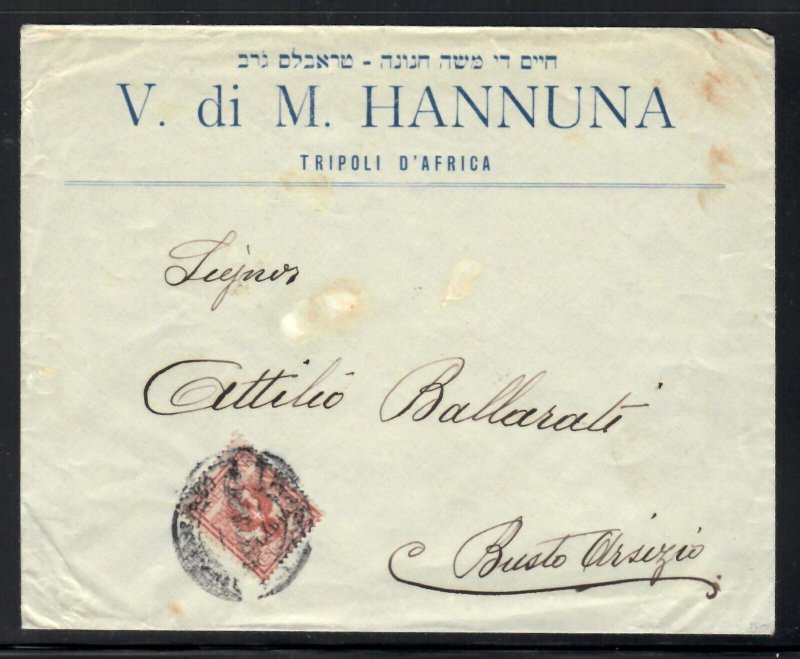 חיים די משה חנונה - טראבלס גרב
V. di M. HANNUNA
TRIPOLI D'AFRICA
Signor
Attilio Ballarati
Busto Arsizio